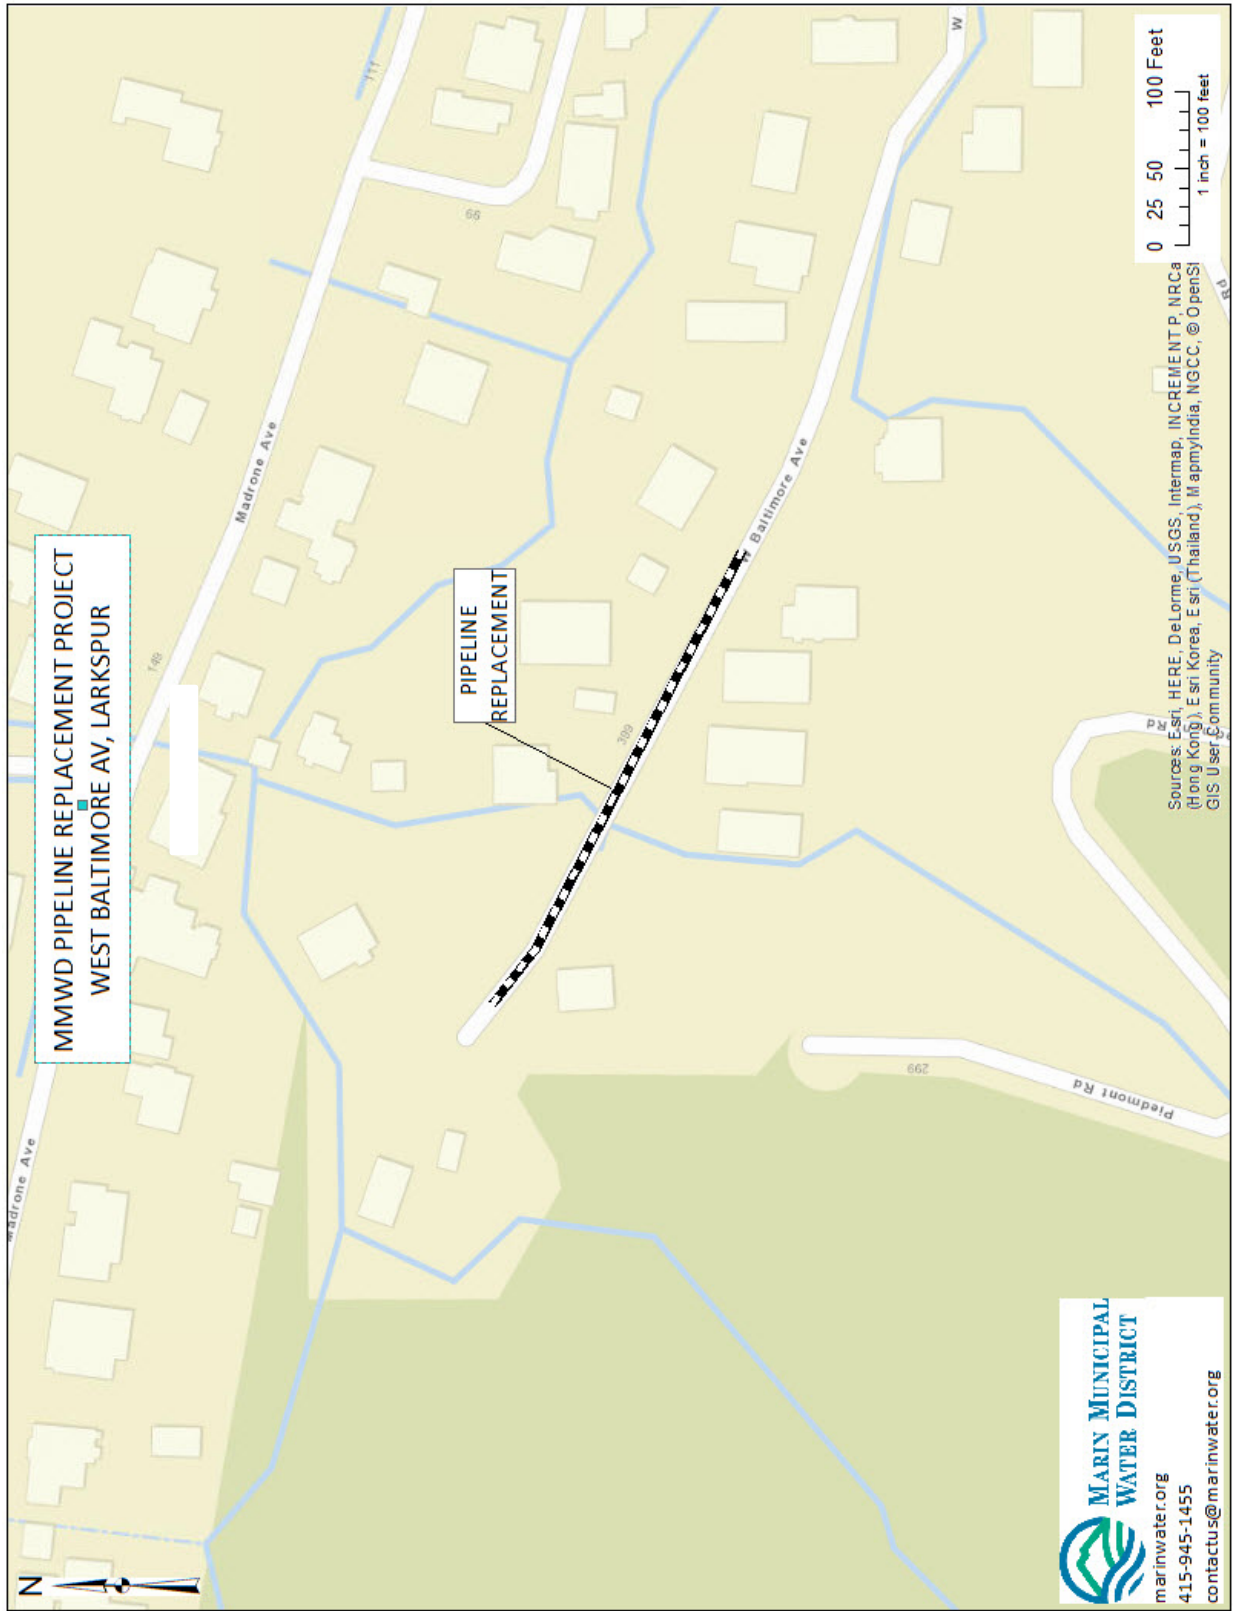 MMWD PIPELINE REPLACEMENT PROJECT
WEST BALTIMORE AV, LARKSPUR
N
Madrone Ave
149
Madrone Ave
111
99
PIPELINE
REPLACEMENT
399
W Baltimore Ave
W
299
Piedmont Rd
Rd
Rd
0 25 50 100 Feet
1 inch = 100 feet
Sources: Esri, HERE, DeLorme, USGS, Intermap, INCREMENT P, NRCa
(Hong Kong), Esri Korea, Esri (Thailand), MapmyIndia, NGCC, © OpenSt
GIS User Community
MARIN MUNICIPAL
WATER DISTRICT
marinwater.org
415-945-1455
contactus@marinwater.org